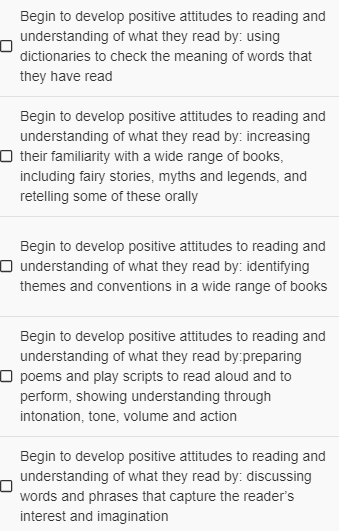 Begin to develop positive attitudes to reading and
understanding of what they read by: using
dictionaries to check the meaning of words that
they have read
Begin to develop positive attitudes to reading and
understanding of what they read by: increasing
their familiarity with a wide range of books,
including fairy stories, myths and legends, and
retelling some of these orally
Begin to develop positive attitudes to reading and
understanding of what they read by: identifying
themes and conventions in a wide range of books
Begin to develop positive attitudes to reading and
understanding of what they read by:preparing
poems and play scripts to read aloud and to
perform, showing understanding through
intonation, tone, volume and action
Begin to develop positive attitudes to reading and
understanding of what they read by: discussing
words and phrases that capture the reader’s
interest and imagination